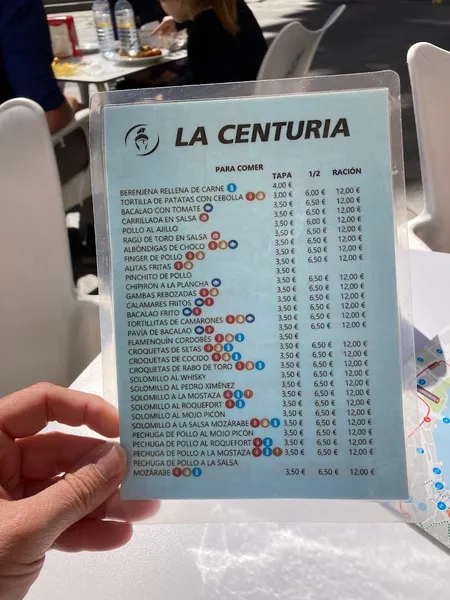 LA CENTURIA
PARA COMER TAPA 1/2 RACIÓN
BERENJENA RELLENA DE CARNE 4,00 €
TORTILLA DE PATATAS CON CEBOLLA 3,00 € 6,00 € 12,00 €
BACALAO CON TOMATE 3,50 € 6,50 € 12,00 €
CARRILLADA EN SALSA 3,50 € 6,50 € 12,00 €
POLLO AL AJILLO 3,50 € 6,50 € 12,00 €
RAGÚ DE TORO EN SALSA 3,50 € 6,50 € 12,00 €
ALBÓNDIGAS DE CHOCO 3,50 € 6,50 € 12,00 €
FINGER DE POLLO 3,50 € 6,50 € 12,00 €
ALITAS FRITAS 3,50 € 6,50 € 12,00 €
PINCHITO DE POLLO 3,50 €
CHIPIRÓN A LA PLANCHA 3,50 € 6,50 € 12,00 €
GAMBAS REBOZADAS 3,50 € 6,50 € 12,00 €
CALAMARES FRITOS 3,50 € 6,50 € 12,00 €
BACALAO FRITO 3,50 € 6,50 € 12,00 €
TORTILLITAS DE CAMARONES 3,50 € 6,50 € 12,00 €
PAVÍA DE BACALAO 3,50 € 6,50 € 12,00 €
FLAMENQUÍN CORDOBÉS 3,50 €
CROQUETAS DE SETAS 3,50 € 6,50 € 12,00 €
CROQUETAS DE COCIDO 3,50 € 6,50 € 12,00 €
CROQUETAS DE RABO DE TORO 3,50 € 6,50 € 12,00 €
SOLOMILLO AL WHISKY 3,50 € 6,50 € 12,00 €
SOLOMILLO AL PEDRO XIMÉNEZ 3,50 € 6,50 € 12,00 €
SOLOMILLO A LA MOSTAZA 3,50 € 6,50 € 12,00 €
SOLOMILLO AL ROQUEFORT 3,50 € 6,50 € 12,00 €
SOLOMILLO AL MOJO PICÓN 3,50 € 6,50 € 12,00 €
SOLOMILLO A LA SALSA MOZÁRABE 3,50 € 6,50 € 12,00 €
PECHUGA DE POLLO AL MOJO PICÓN 3,50 € 6,50 € 12,00 €
PECHUGA DE POLLO AL ROQUEFORT 3,50 € 6,50 € 12,00 €
PECHUGA DE POLLO A LA MOSTAZA 3,50 € 6,50 € 12,00 €
PECHUGA DE POLLO A LA SALSA
MOZÁRABE 3,50 € 6,50 € 12,00 €